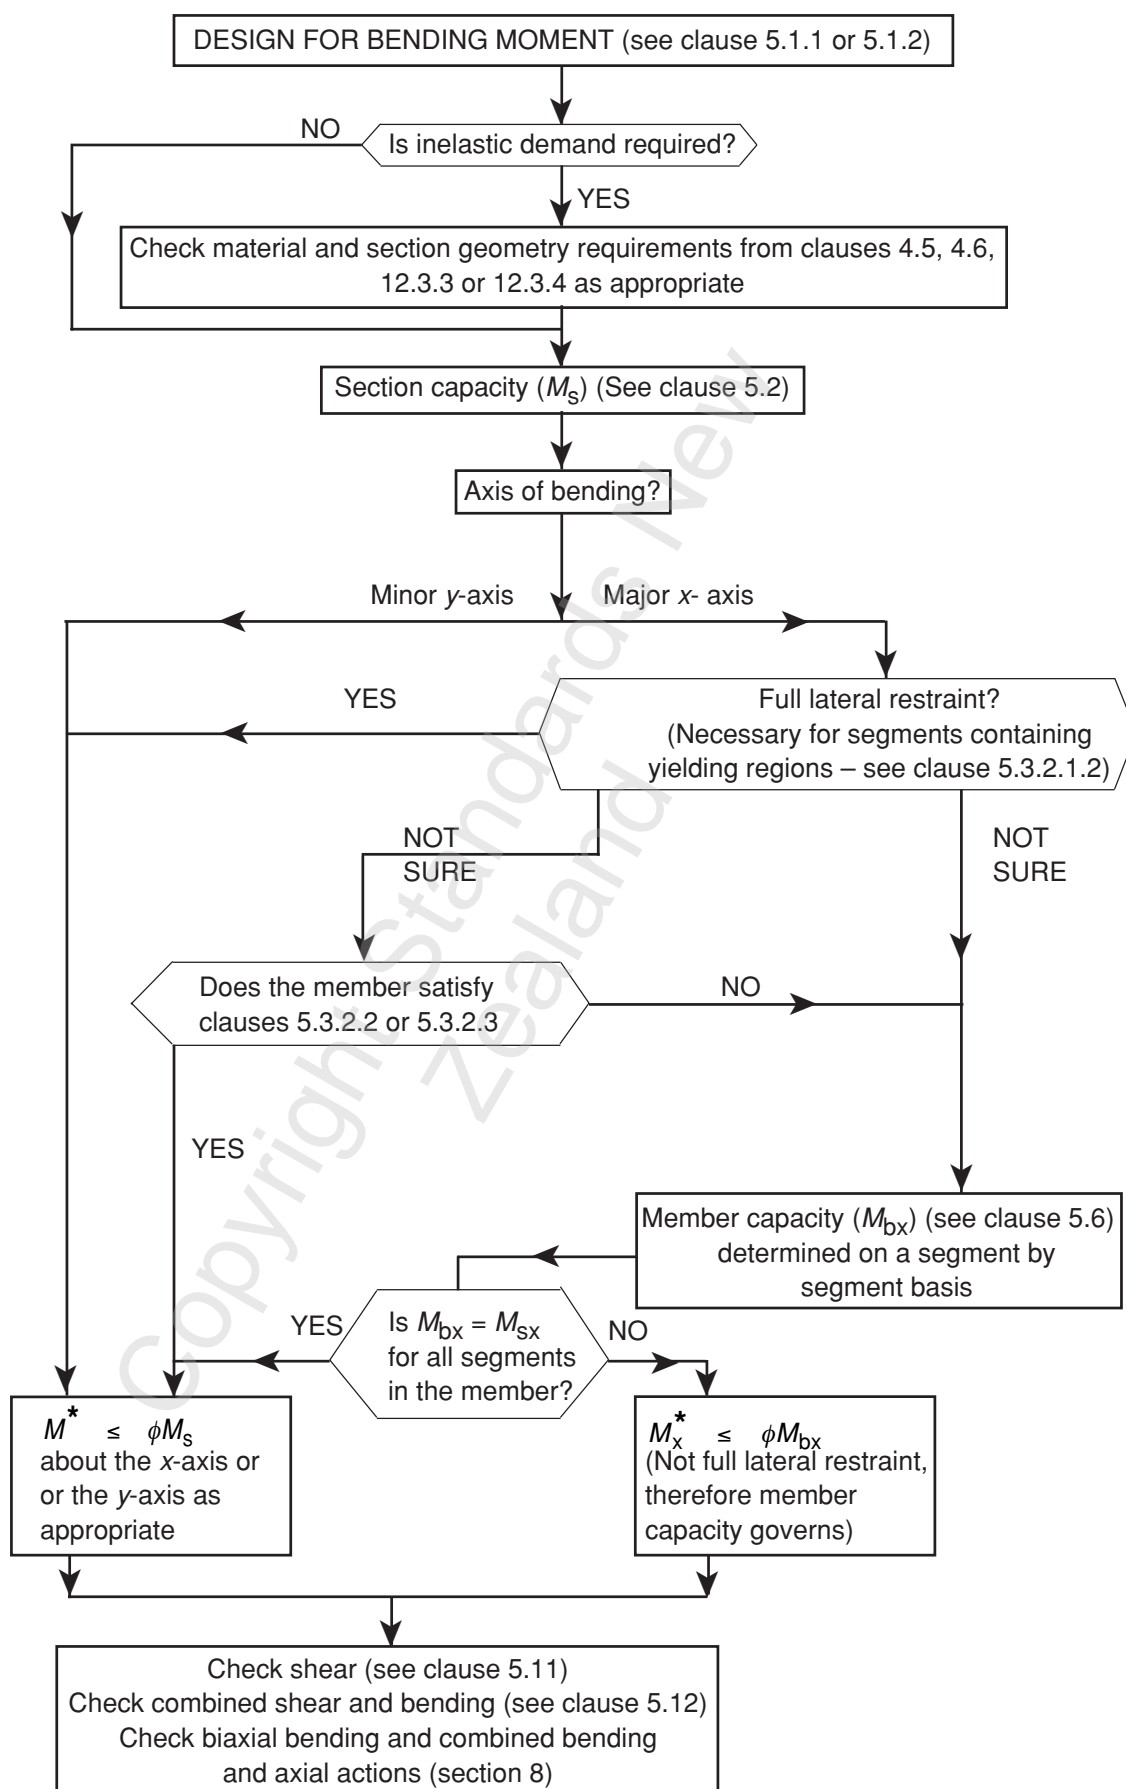 DESIGN FOR BENDING MOMENT (see clause 5.1.1 or 5.1.2)
NO
Is inelastic demand required?
YES
Check material and section geometry requirements from clauses 4.5, 4.6,
12.3.3 or 12.3.4 as appropriate
Section capacity (Ms) (See clause 5.2)
Axis of bending?
Minor y-axis
Major x- axis
YES
Full lateral restraint?
(Necessary for segments containing
yielding regions – see clause 5.3.2.1.2)
NOT
SURE
NOT
SURE
Does the member satisfy
clauses 5.3.2.2 or 5.3.2.3
NO
YES
Member capacity (Mbx) (see clause 5.6)
determined on a segment by
segment basis
YES
Is Mbx = Msx
for all segments
in the member?
NO
M* ≤ ϕMs
about the x-axis or
or the y-axis as
appropriate
Mx* ≤ ϕMbx
(Not full lateral restraint,
therefore member
capacity governs)
Check shear (see clause 5.11)
Check combined shear and bending (see clause 5.12)
Check biaxial bending and combined bending
and axial actions (section 8)
Copyright Standards New
Zealand